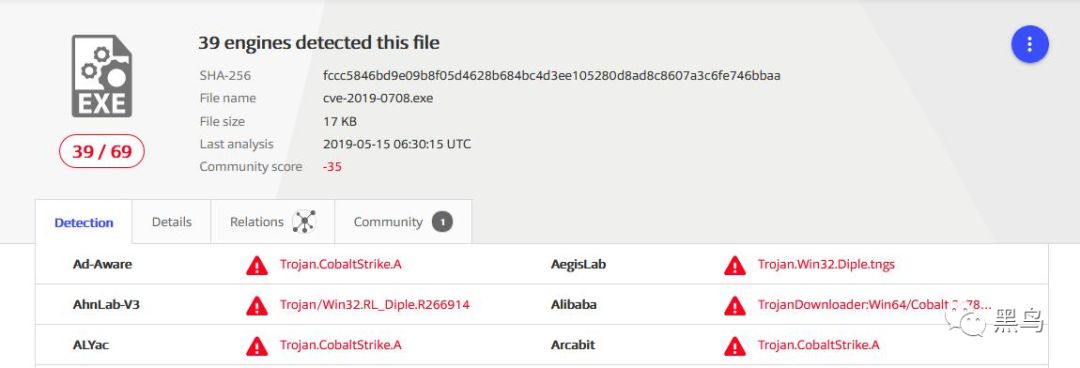 39 engines detected this file
SHA-256 fccc5846bd9e09b8f05d4628b684bc4d3ee105280d8ad8c8607a3c6fe746bbaa
File name cve-2019-0708.exe
File size 17 KB
Last analysis 2019-05-15 06:30:15 UTC
Community score -35
EXE
39 / 69
Detection Details Relations Community 1
Ad-Aware Trojan.CobaltStrike.A AegisLab Trojan.Win32.Diple.tngs
AhnLab-V3 Trojan/Win32.RL_Diple.R266914 Alibaba TrojanDownloader:Win64/Cobalt
ALYac Trojan.CobaltStrike.A Arcabit Trojan.CobaltStrike.A
黑鸟